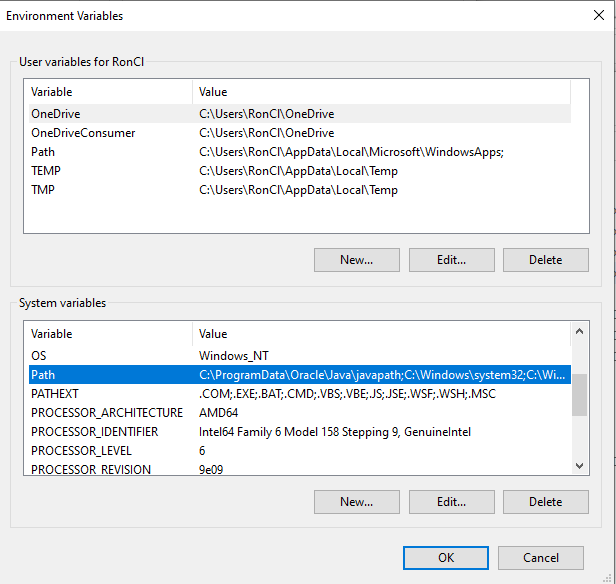 Environment Variables
User variables for RonCl
Variable Value
OneDrive C:\Users\RonCl\OneDrive
OneDriveConsumer C:\Users\RonCl\OneDrive
Path C:\Users\RonCl\AppData\Local\Microsoft\WindowsApps;
TEMP C:\Users\RonCl\AppData\Local\Temp
TMP C:\Users\RonCl\AppData\Local\Temp
New... Edit... Delete
System variables
Variable Value
OS Windows_NT
Path C:\ProgramData\Oracle\Java\javapath;C:\Windows\system32;C:\Wi...
PATHEXT .COM;.EXE;.BAT;.CMD;.VBS;.VBE;.JS;.JSE;.WSF;.WSH;.MSC
PROCESSOR_ARCHITECTURE AMD64
PROCESSOR_IDENTIFIER Intel64 Family 6 Model 158 Stepping 9, GenuineIntel
PROCESSOR_LEVEL 6
PROCESSOR_REVISION 9e09
New... Edit... Delete
OK Cancel